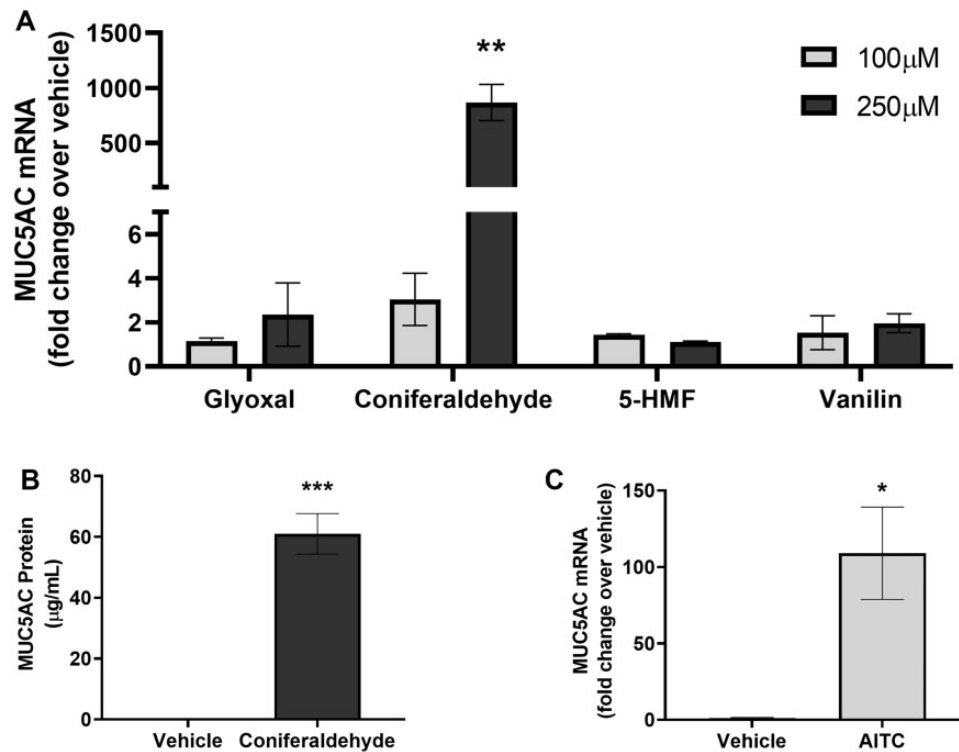 A
MUC5AC mRNA
(fold change over vehicle)
1500
1000
500
6
4
2
0
**
100μM
250μM
Glyoxal
Coniferaldehyde
5-HMF
Vanilin
B
MUC5AC Protein
(μg/mL)
80
60
40
20
0
***
Vehicle
Coniferaldehyde
C
MUC5AC mRNA
(fold change over vehicle)
150
100
50
0
*
Vehicle
AITC